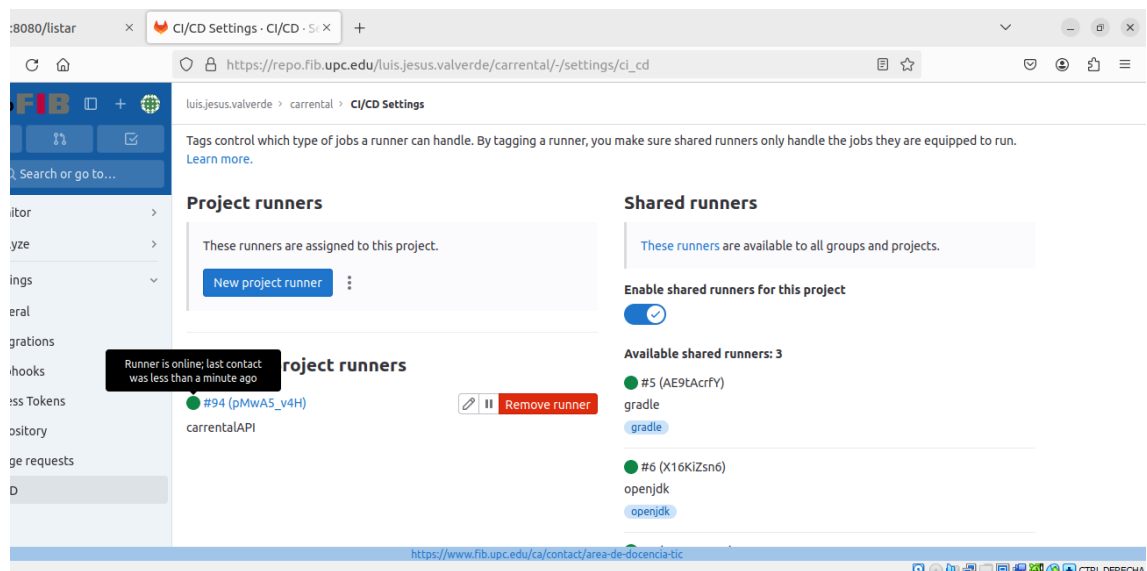 :8080/listar
CI/CD Settings · CI/CD · Se
https://repo.fib.upc.edu/luis.jesus.valverde/carrental/-/settings/ci_cd
FIB
luis.jesus.valverde > carrental > CI/CD Settings
Search or go to...
itor
yze
ings
eral
grations
hooks
ess Tokens
ository
ge requests
D
Tags control which type of jobs a runner can handle. By tagging a runner, you make sure shared runners only handle the jobs they are equipped to run.
Learn more.
Project runners
These runners are assigned to this project.
New project runner
roject runners
Runner is online; last contact
was less than a minute ago
#94 (pMwA5_v4H)
Remove runner
carrentalAPI
Shared runners
These runners are available to all groups and projects.
Enable shared runners for this project
Available shared runners: 3
#5 (AE9tAcrfY)
gradle
gradle
#6 (X16KiZsn6)
openjdk
openjdk
https://www.fib.upc.edu/ca/contact/area-de-docencia-tic
CTRL DERECHA